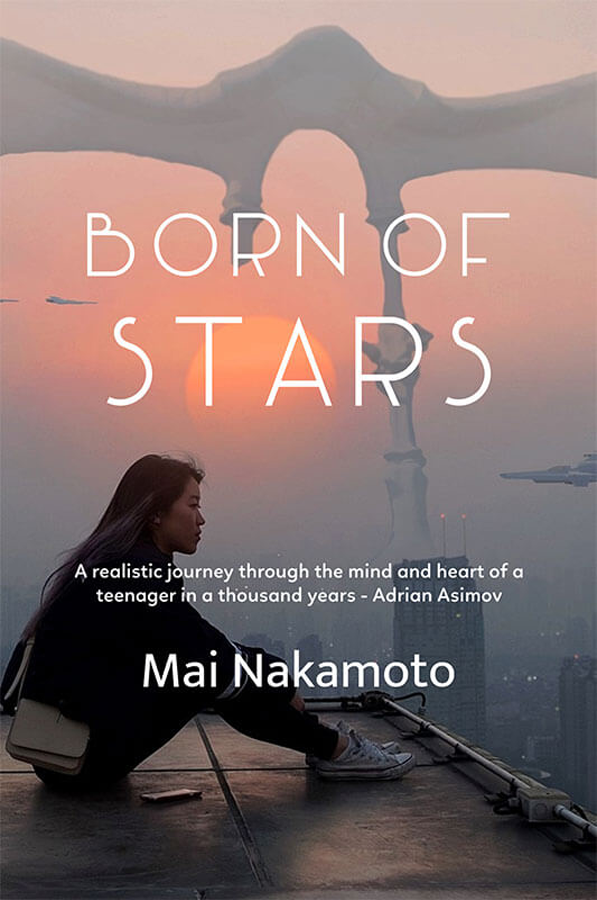 BORN OF
STARS
A realistic journey through the mind and heart of a
teenager in a thousand years - Adrian Asimov
Mai Nakamoto